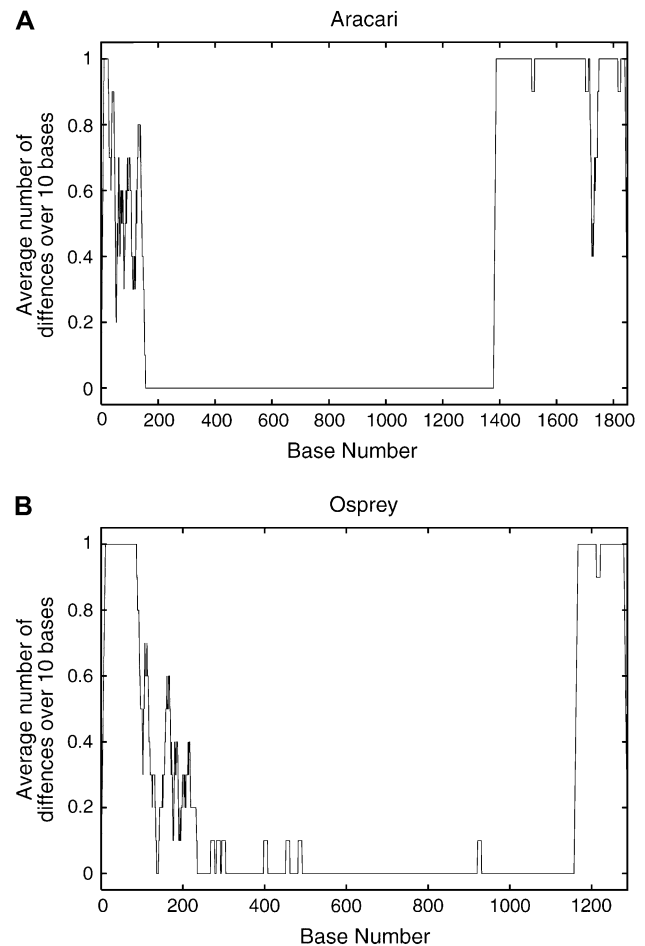 A
Aracari
Average number of
diffences over 10 bases
1
0.8
0.6
0.4
0.2
0
0 200 400 600 800 1000 1200 1400 1600 1800
Base Number
B
Osprey
Average number of
diffences over 10 bases
1
0.8
0.6
0.4
0.2
0
0 200 400 600 800 1000 1200
Base Number